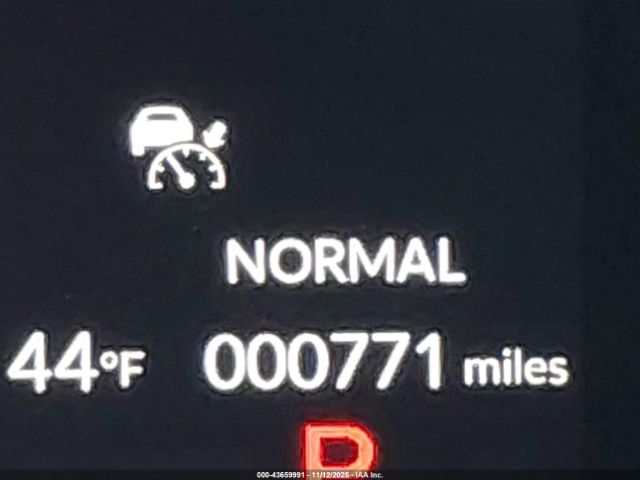 NORMAL
44°F 000771 miles
P
000-43659991 - 11/12/2025 - IAA Inc.